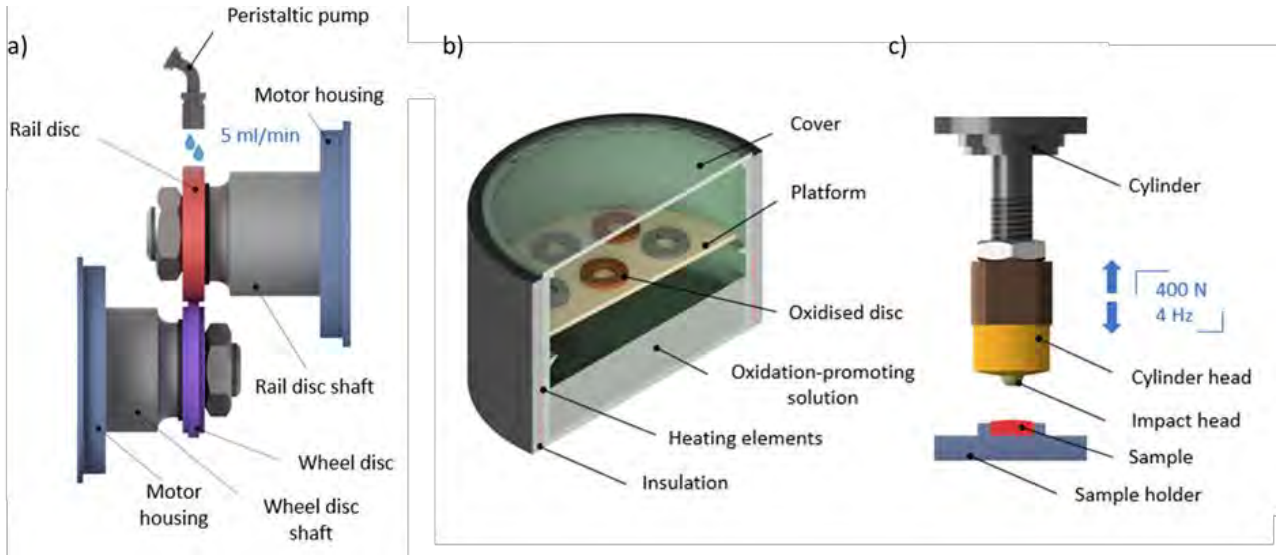 a)
Peristaltic pump
Motor housing
Rail disc
5 ml/min
Rail disc shaft
Wheel disc
Motor
housing
Wheel disc
shaft
b)
Cover
Platform
Oxidised disc
Oxidation-promoting
solution
Heating elements
Insulation
c)
Cylinder
400 N
4 Hz
Cylinder head
Impact head
Sample
Sample holder